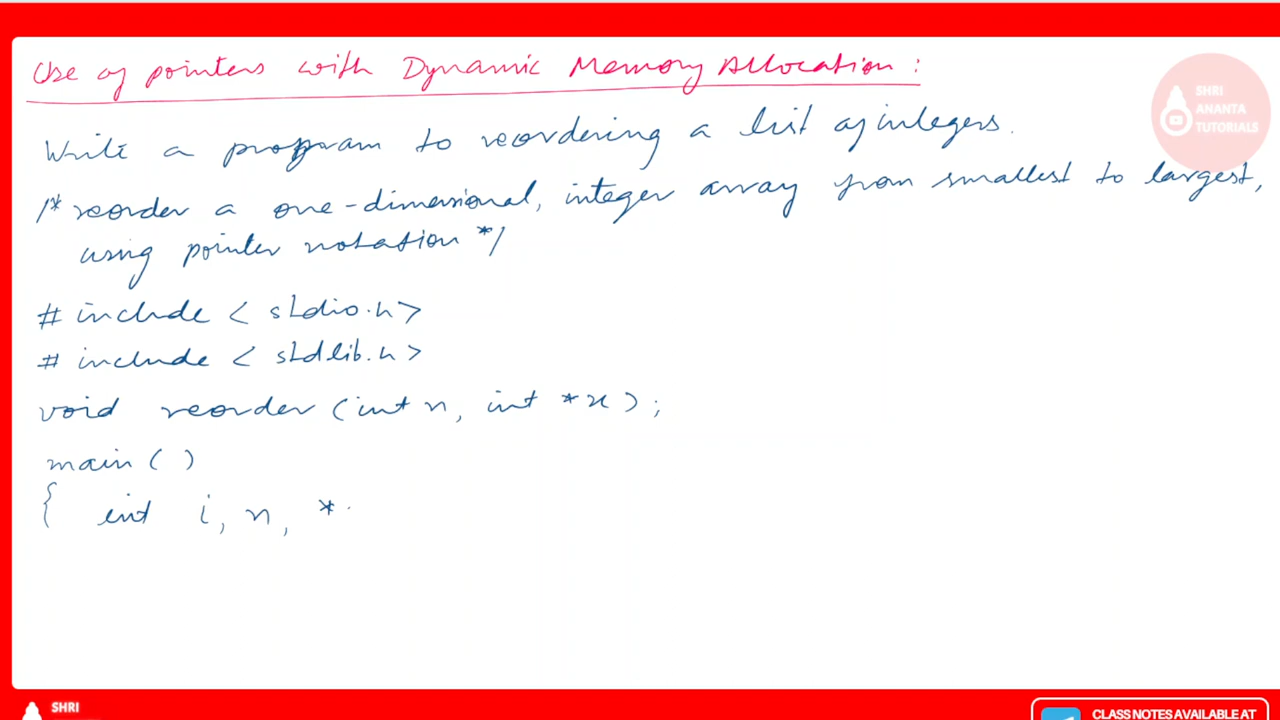 Use of pointers with Dynamic Memory Allocation :
SHRI
ANANTA
TUTORIALS
Write a program to reordering a list of integers.
/* reorder a one-dimensional, integer array from smallest to largest,
using pointer notation */
# include < stdio.h>
# include < stdlib.h>
void reorder (int n, int *x) ;
main ( )
{ int i, n, *
SHRI
CLASS NOTES AVAILABLE AT